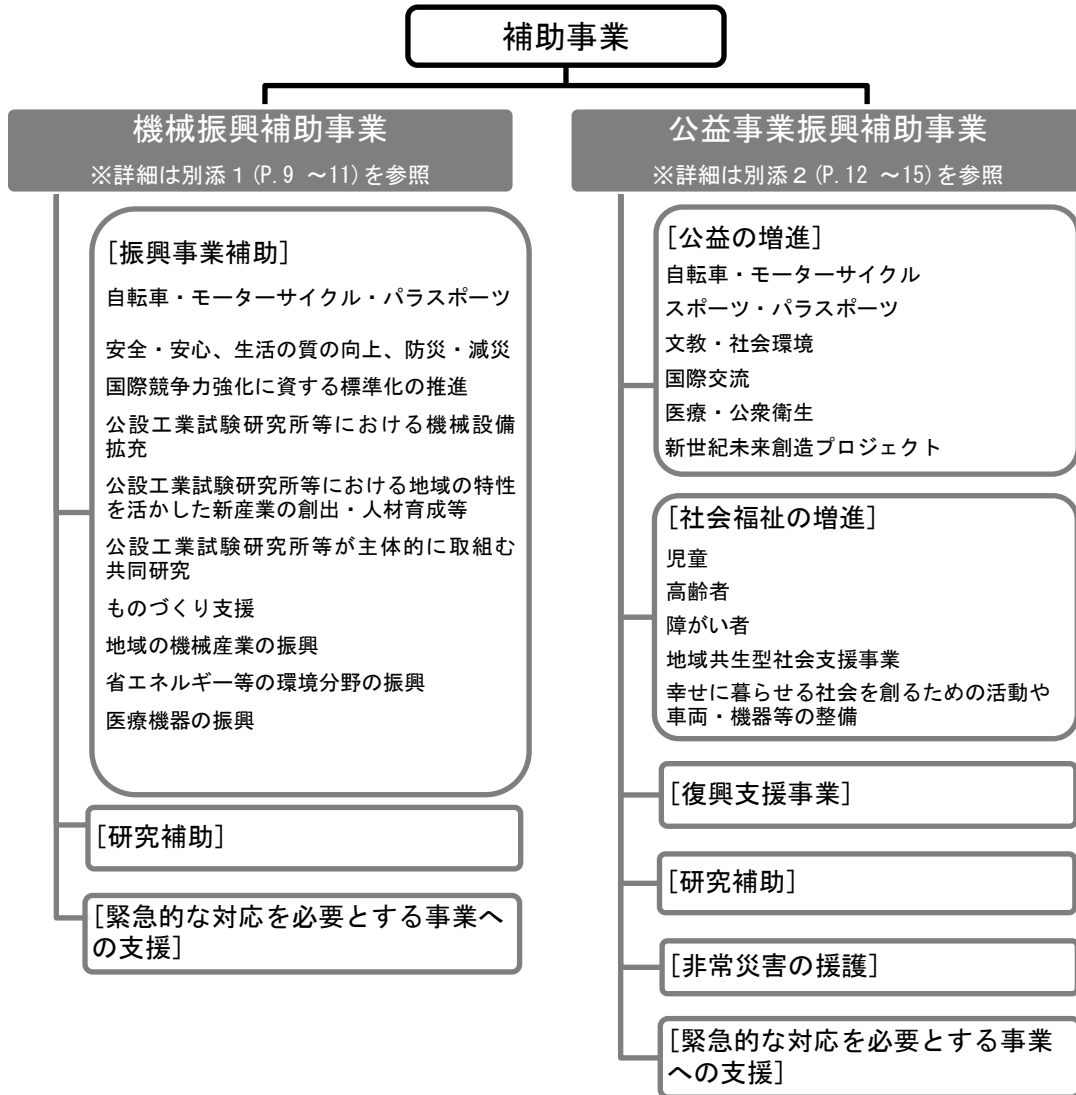 補助事業
機械振興補助事業
※詳細は別添1(P.9 ～11)を参照
[振興事業補助]
自転車・モーターサイクル・パラスポーツ
安全・安心、生活の質の向上、防災・減災
国際競争力強化に資する標準化の推進
公設工業試験研究所等における機械設備
拡充
公設工業試験研究所等における地域の特性
を活かした新産業の創出・人材育成等
公設工業試験研究所等が主体的に取組む
共同研究
ものづくり支援
地域の機械産業の振興
省エネルギー等の環境分野の振興
医療機器の振興
[研究補助]
[緊急的な対応を必要とする事業へ
の支援]
公益事業振興補助事業
※詳細は別添2(P.12 ～15)を参照
[公益の増進]
自転車・モーターサイクル
スポーツ・パラスポーツ
文教・社会環境
国際交流
医療・公衆衛生
新世紀未来創造プロジェクト
[社会福祉の増進]
児童
高齢者
障がい者
地域共生型社会支援事業
幸せに暮らせる社会を創るための活動や
車両・機器等の整備
[復興支援事業]
[研究補助]
[非常災害の援護]
[緊急的な対応を必要とする事業
への支援]